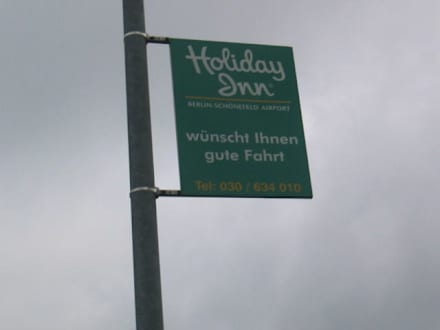 Holiday
Inn®
BERLIN-SCHÖNEFELD AIRPORT
wünscht Ihnen
gute Fahrt
Tel: 030 / 634 010